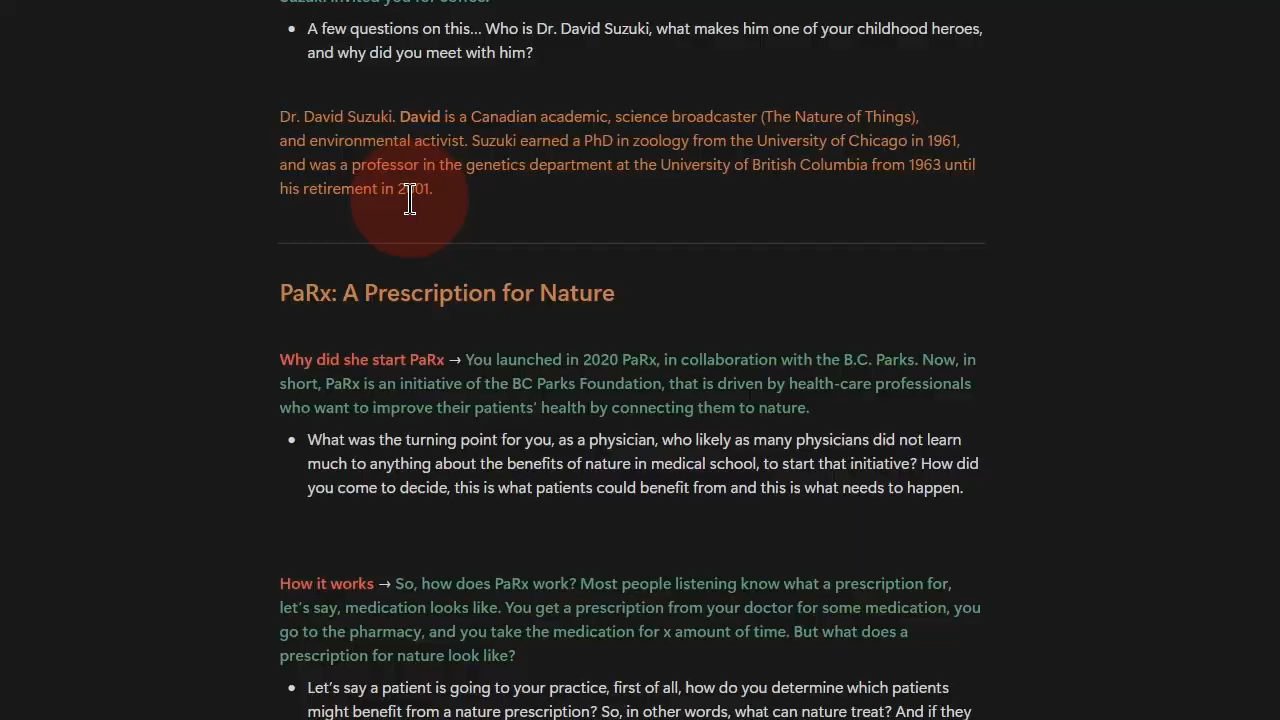 Suzuki invited you for coffee.
• A few questions on this... Who is Dr. David Suzuki, what makes him one of your childhood heroes,
and why did you meet with him?
Dr. David Suzuki. David is a Canadian academic, science broadcaster (The Nature of Things),
and environmental activist. Suzuki earned a PhD in zoology from the University of Chicago in 1961,
and was a professor in the genetics department at the University of British Columbia from 1963 until
his retirement in 2001.
PaRx: A Prescription for Nature
Why did she start PaRx → You launched in 2020 PaRx, in collaboration with the B.C. Parks. Now, in
short, PaRx is an initiative of the BC Parks Foundation, that is driven by health-care professionals
who want to improve their patients’ health by connecting them to nature.
• What was the turning point for you, as a physician, who likely as many physicians did not learn
much to anything about the benefits of nature in medical school, to start that initiative? How did
you come to decide, this is what patients could benefit from and this is what needs to happen.
How it works → So, how does PaRx work? Most people listening know what a prescription for,
let’s say, medication looks like. You get a prescription from your doctor for some medication, you
go to the pharmacy, and you take the medication for x amount of time. But what does a
prescription for nature look like?
• Let’s say a patient is going to your practice, first of all, how do you determine which patients
might benefit from a nature prescription? So, in other words, what can nature treat? And if they